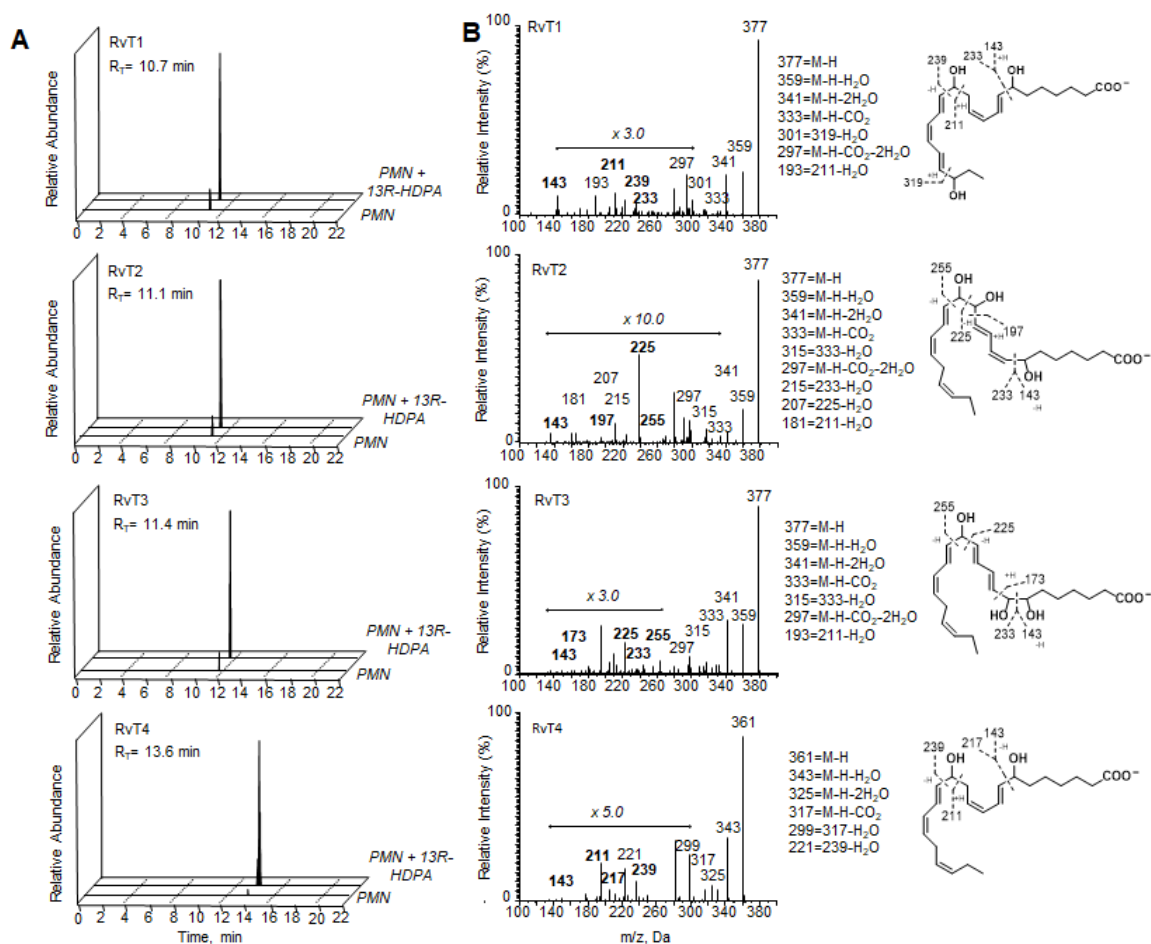 A
RvT1
R_T= 10.7 min
Relative Abundance
PMN +
13R-HDPA
PMN
0 2 4 6 8 10 12 14 16 18 20 22
RvT2
R_T= 11.1 min
Relative Abundance
PMN + 13R-
HDPA
PMN
0 2 4 6 8 10 12 14 16 18 20 22
RvT3
R_T= 11.4 min
Relative Abundance
PMN + 13R-
HDPA
PMN
0 2 4 6 8 10 12 14 16 18 20 22
RvT4
R_T= 13.6 min
Relative Abundance
PMN + 13R-
HDPA
PMN
0 2 4 6 8 10 12 14 16 18 20 22
Time, min
B
RvT1
100
Relative Intensity (%)
0
377
x 3.0
359
341
211
297
143
193
239
301
233
333
100 140 180 220 260 300 340 380
377=M-H
359=M-H-H₂O
341=M-H-2H₂O
333=M-H-CO₂
301=319-H₂O
297=M-H-CO₂-2H₂O
193=211-H₂O
143
233
+H
239
OH
OH
COO⁻
-H
+H
211
319
-H
OH
RvT2
100
Relative Intensity (%)
0
377
x 10.0
225
341
207
359
181
215
297
315
143
197
255
333
100 140 180 220 260 300 340 380
377=M-H
359=M-H-H₂O
341=M-H-2H₂O
333=M-H-CO₂
315=333-H₂O
297=M-H-CO₂-2H₂O
215=233-H₂O
207=225-H₂O
181=211-H₂O
255
OH
OH
-H
225
-H
+H
197
COO⁻
OH
233
143
-H
RvT3
100
Relative Intensity (%)
0
377
x 3.0
341
333
359
173
225
255
315
143
233
297
100 140 180 220 260 300 340 380
377=M-H
359=M-H-H₂O
341=M-H-2H₂O
333=M-H-CO₂
315=333-H₂O
297=M-H-CO₂-2H₂O
193=211-H₂O
255
OH
225
-H
-H
+H
173
COO⁻
HO
OH
233
143
-H
RvT4
100
Relative Intensity (%)
0
361
x 5.0
343
211
221
299
317
143
217
239
325
100 140 180 220 260 300 340 380
m/z, Da
361=M-H
343=M-H-H₂O
325=M-H-2H₂O
317=M-H-CO₂
299=317-H₂O
221=239-H₂O
143
217
-H
239
OH
OH
COO⁻
-H
+H
211